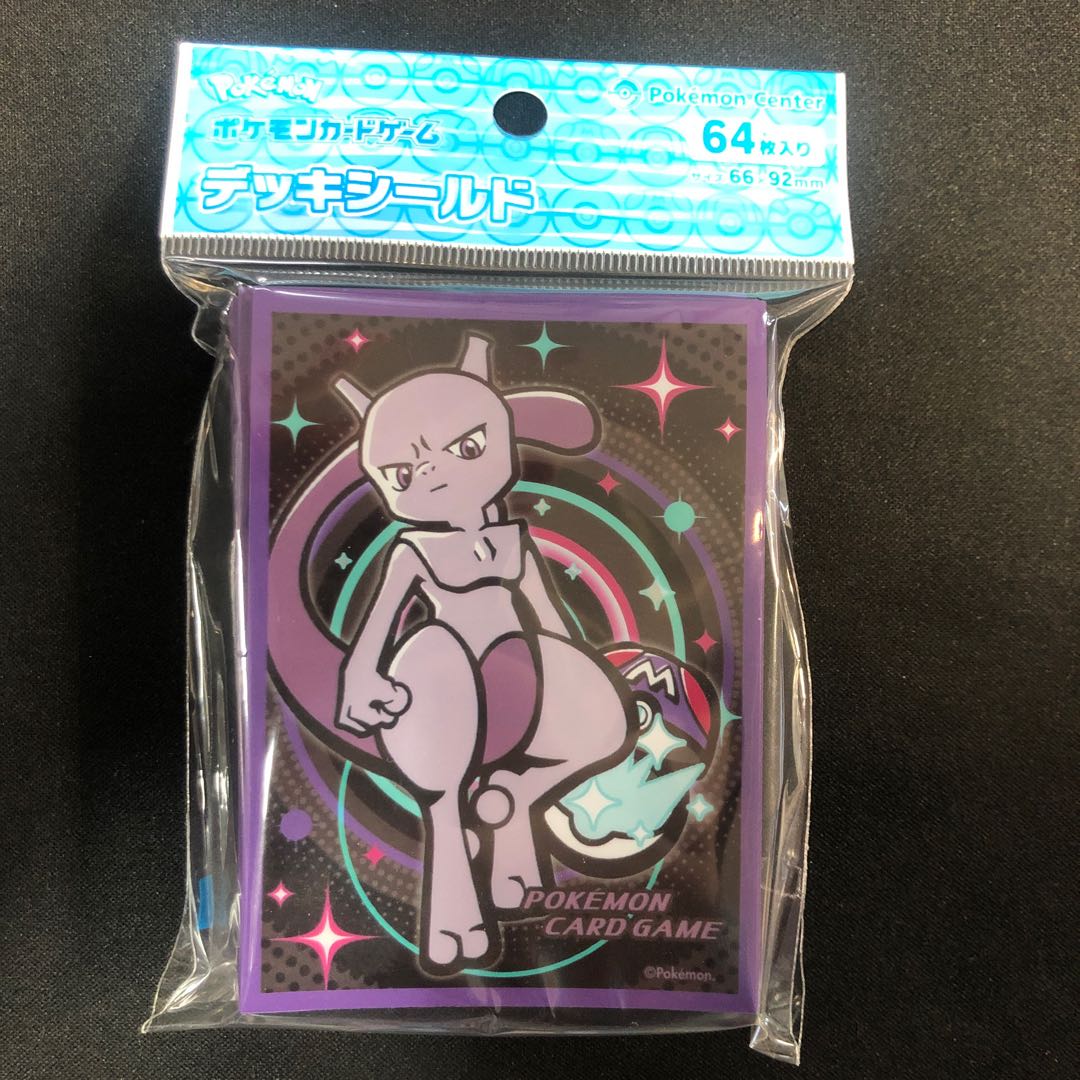 POKÉMON
Pokémon Center
ポケモンカードゲーム
64枚入り
デッキシールド
サイズ 66×92mm
M
POKÉMON
CARD GAME
©Pokémon.